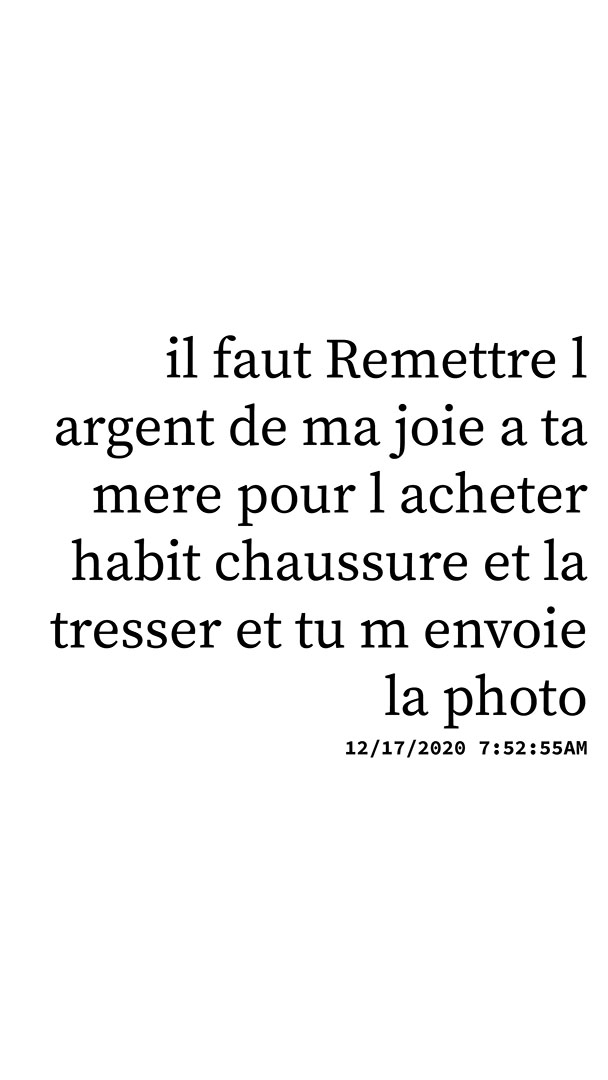 il faut Remettre l
argent de ma joie a ta
mere pour l acheter
habit chaussure et la
tresser et tu m envoie
la photo
12/17/2020 7:52:55AM